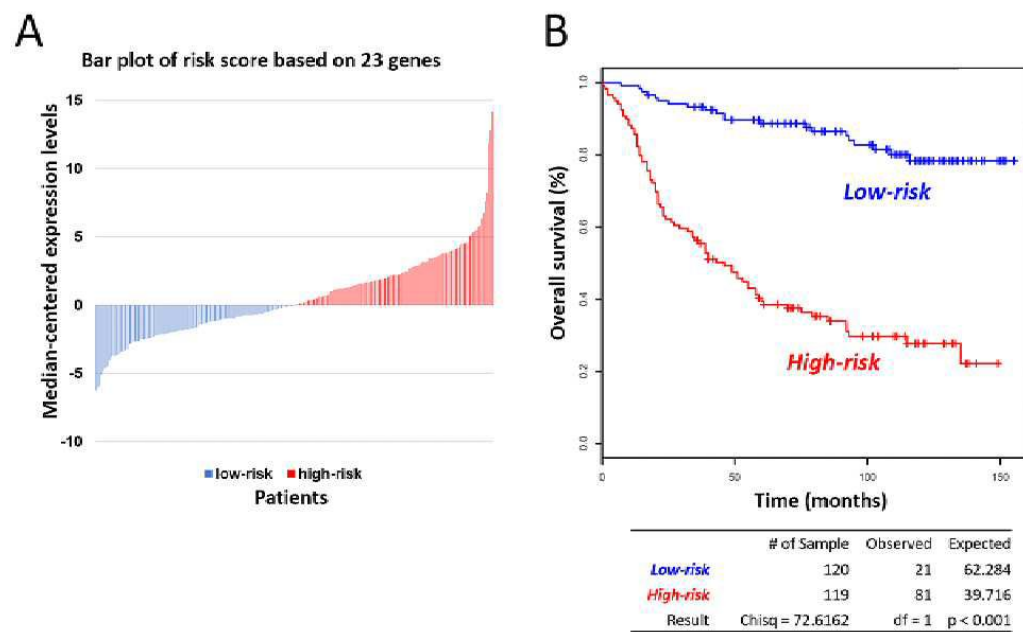 A
Bar plot of risk score based on 23 genes
Median-centered expression levels
15
10
5
0
-5
-10
low-risk high-risk
Patients
B
Overall survival (%)
1.0
0.8
0.6
0.4
0.2
0.0
Low-risk
High-risk
0 50 100 150
Time (months)
# of Sample Observed Expected
Low-risk 120 21 62.284
High-risk 119 81 39.716
Result Chisq = 72.6162 df = 1 p < 0.001